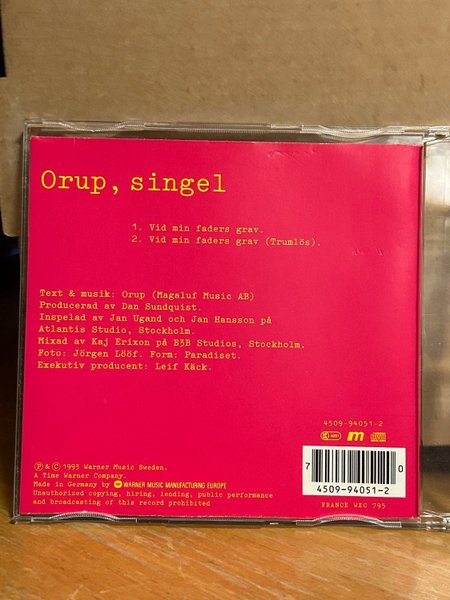 Orup, singel
1. Vid min faders grav.
2. Vid min faders grav (Trumlös).
Text & musik: Orup (Magaluf Music AB)
Producerad av Dan Sundquist.
Inspelad av Jan Ugand och Jan Hansson på
Atlantis Studio, Stockholm.
Mixad av Kaj Erixon på B3B Studios, Stockholm.
Foto: Jörgen Lööf. Form: Paradiset.
Exekutiv producent: Leif Käck.
4509-94051-2
m
7 0
4509-94051-2
FRANCE WEC 795
Ⓟ & © 1993 Warner Music Sweden.
A Time Warner Company.
Made in Germany by WARNER MUSIC MANUFACTURING EUROPE
Unauthorized copying, hiring, lending, public performance
and broadcasting of this record prohibited